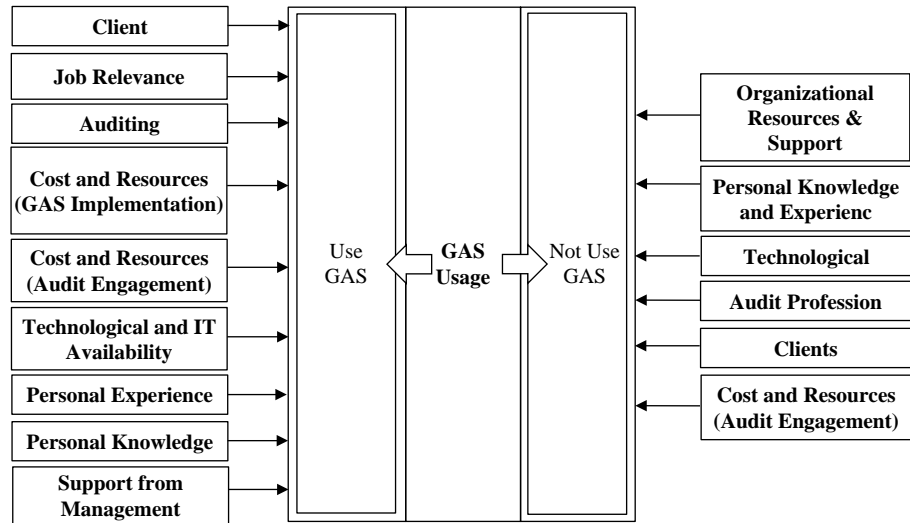 Client
Job Relevance
Auditing
Cost and Resources
(GAS Implementation)
Cost and Resources
(Audit Engagement)
Technological and IT
Availability
Personal Experience
Personal Knowledge
Support from
Management
Use
GAS
GAS
Usage
Not Use
GAS
Organizational
Resources &
Support
Personal Knowledge
and Experienc
Technological
Audit Profession
Clients
Cost and Resources
(Audit Engagement)